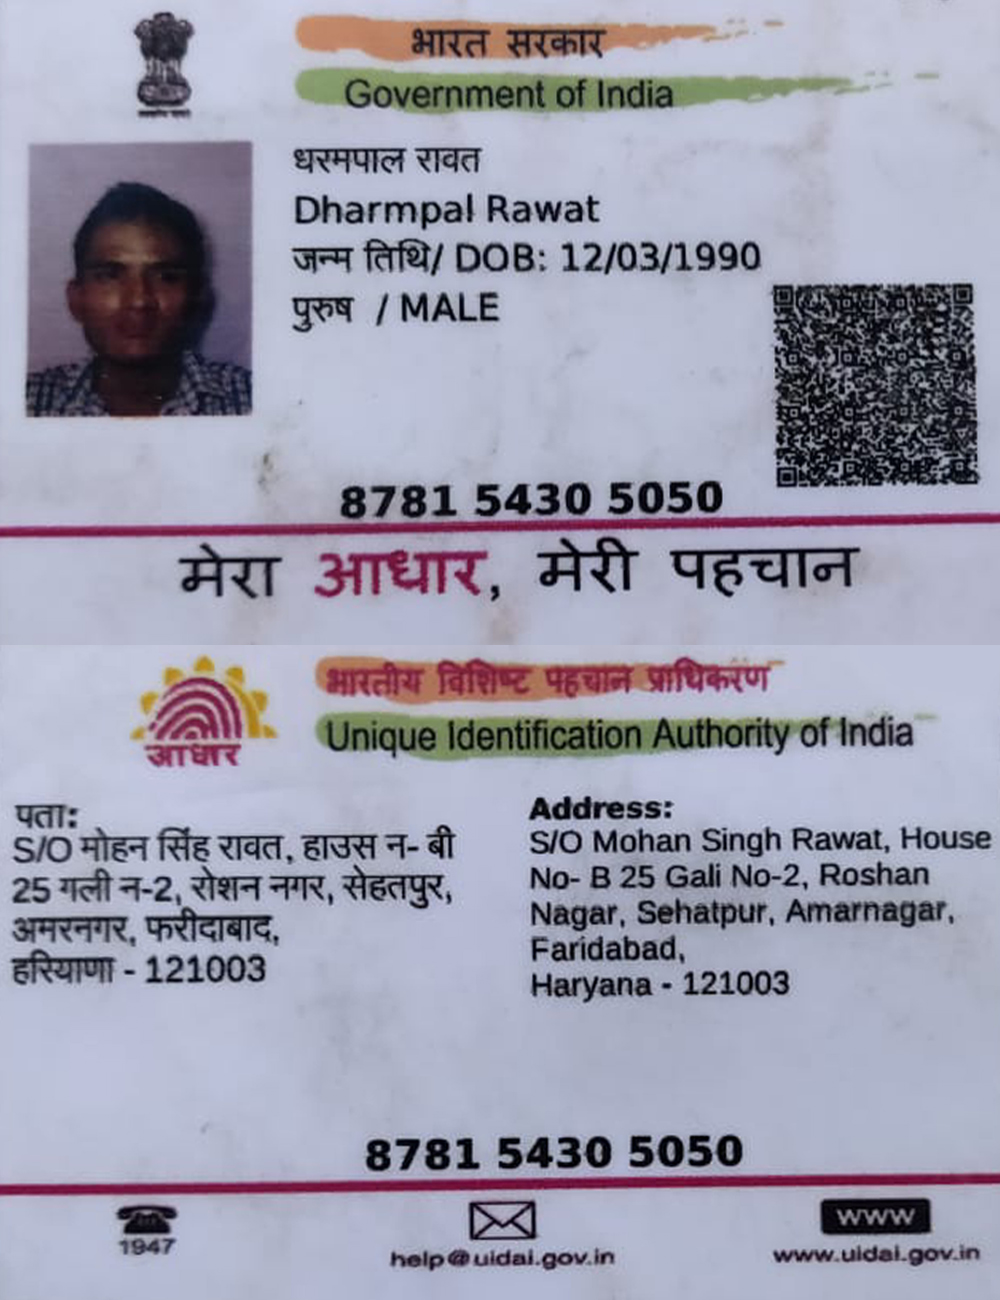 भारत सरकार
Government of India
धरमपाल रावत
Dharmpal Rawat
जन्म तिथि/ DOB: 12/03/1990
पुरुष / MALE
8781 5430 5050
मेरा आधार, मेरी पहचान
भारतीय विशिष्ट पहचान प्राधिकरण
Unique Identification Authority of India
आधार
पता:
S/O मोहन सिंह रावत, हाउस न- बी
25 गली न-2, रोशन नगर, सेहतपुर,
अमरनगर, फरीदाबाद,
हरियाणा - 121003
Address:
S/O Mohan Singh Rawat, House
No- B 25 Gali No-2, Roshan
Nagar, Sehatpur, Amarnagar,
Faridabad,
Haryana - 121003
8781 5430 5050
1947
help@uidai.gov.in
www
www.uidai.gov.in